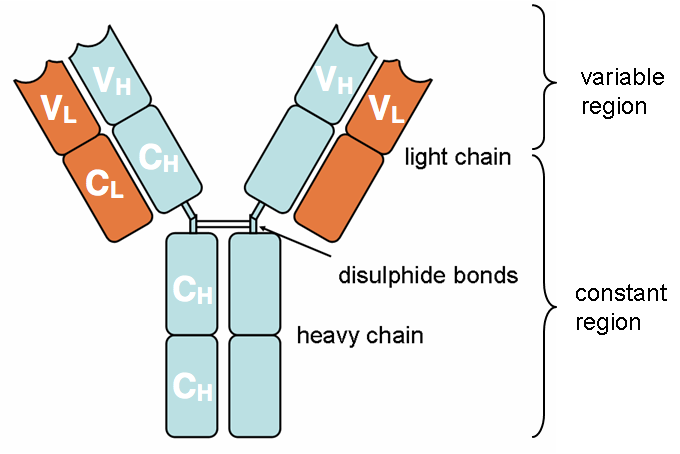 VH
VH
VL
VL
variable
region
CH
light chain
CL
disulphide bonds
CH
constant
region
heavy chain
CH